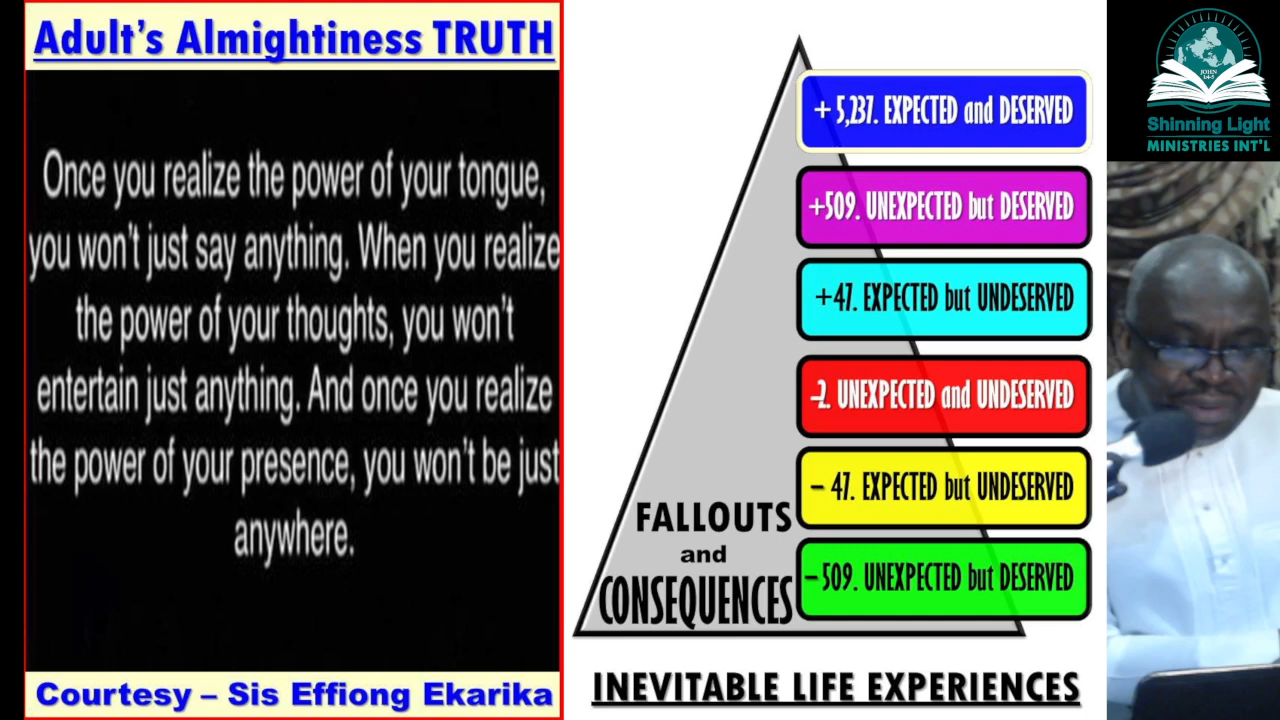 Adult's Almightiness TRUTH
Once you realize the power of your tongue,
you won't just say anything. When you realize
the power of your thoughts, you won't
entertain just anything. And once you realize
the power of your presence, you won't be just
anywhere.
Courtesy – Sis Effiong Ekarika
+ 5,237. EXPECTED and DESERVED
+509. UNEXPECTED but DESERVED
+47. EXPECTED but UNDESERVED
-2. UNEXPECTED and UNDESERVED
– 47. EXPECTED but UNDESERVED
– 509. UNEXPECTED but DESERVED
FALLOUTS
and
CONSEQUENCES
INEVITABLE LIFE EXPERIENCES
JOHN
1:4-5
Shinning Light
MINISTRIES INT'L